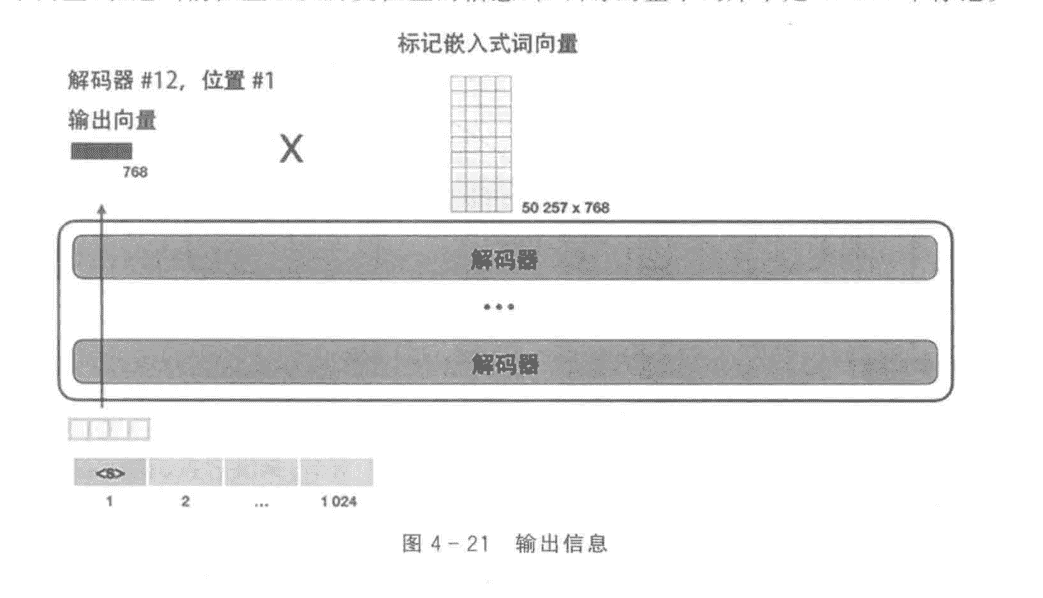 标记嵌入式词向量
解码器 #12，位置 #1
输出向量
X
768
50 257 x 768
解码器
...
解码器
<S>
1 2 ... 1 024
图 4-21 输出信息